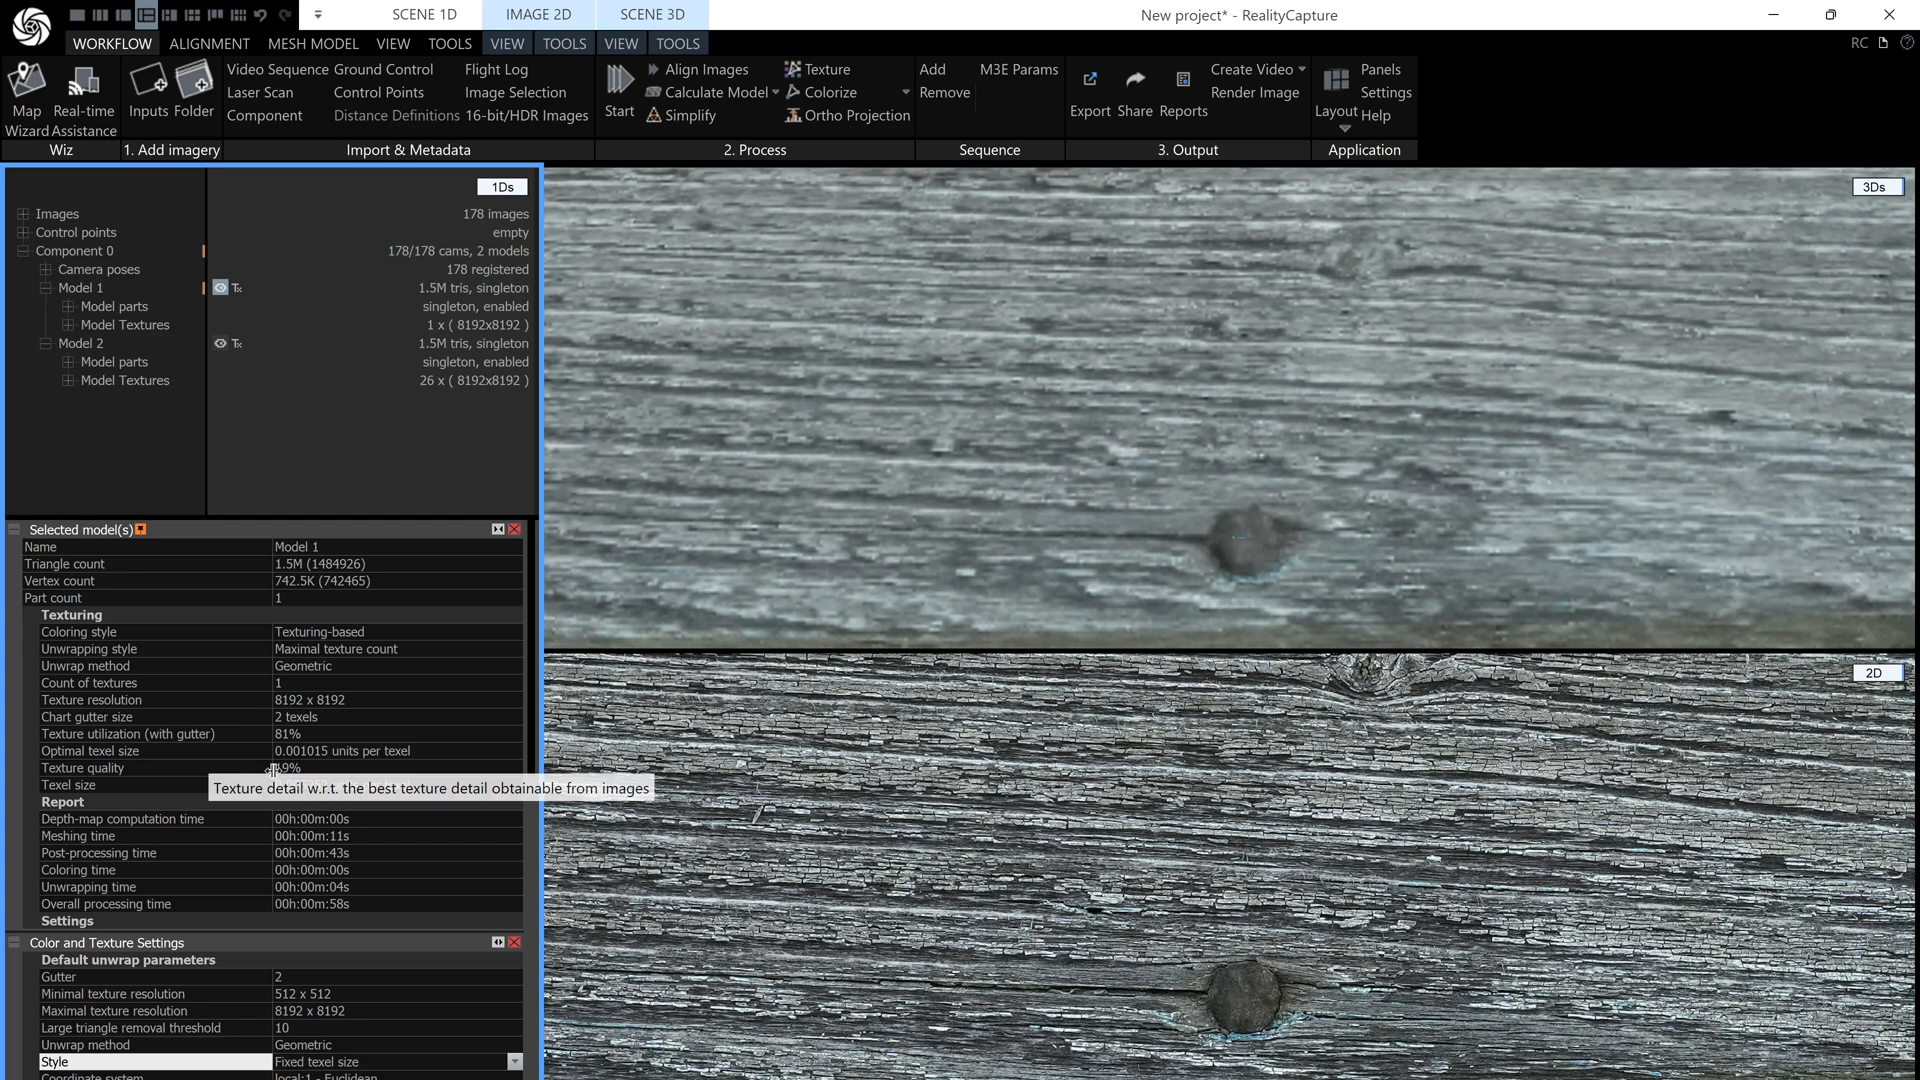 SCENE 1D IMAGE 2D SCENE 3D New project* - RealityCapture
WORKFLOW ALIGNMENT MESH MODEL VIEW TOOLS VIEW TOOLS VIEW TOOLS RC
Map Wizard
Real-time Assistance
Wiz
Inputs Folder
1. Add imagery
Video Sequence Ground Control Flight Log
Laser Scan Control Points Image Selection
Component Distance Definitions 16-bit/HDR Images
Import & Metadata
Start
Align Images Texture
Calculate Model Colorize
Simplify Ortho Projection
2. Process
Add M3E Params
Remove
Sequence
Export Share Reports
Create Video
Render Image
3. Output
Layout
Panels
Settings
Help
Application
1Ds
Images 178 images
Control points empty
Component 0 178/178 cams, 2 models
Camera poses 178 registered
Model 1 1.5M tris, singleton
Model parts singleton, enabled
Model Textures 1 x ( 8192x8192 )
Model 2 1.5M tris, singleton
Model parts singleton, enabled
Model Textures 26 x ( 8192x8192 )
Selected model(s)
Name Model 1
Triangle count 1.5M (1484926)
Vertex count 742.5K (742465)
Part count 1
Texturing
Coloring style Texturing-based
Unwrapping style Maximal texture count
Unwrap method Geometric
Count of textures 1
Texture resolution 8192 x 8192
Chart gutter size 2 texels
Texture utilization (with gutter) 81%
Optimal texel size 0.001015 units per texel
Texture quality
Texel size
Texture detail w.r.t. the best texture detail obtainable from images
Report
Depth-map computation time 00h:00m:00s
Meshing time 00h:00m:11s
Post-processing time 00h:00m:43s
Coloring time 00h:00m:00s
Unwrapping time 00h:00m:04s
Overall processing time 00h:00m:58s
Settings
Color and Texture Settings
Default unwrap parameters
Gutter 2
Minimal texture resolution 512 x 512
Maximal texture resolution 8192 x 8192
Large triangle removal threshold 10
Unwrap method Geometric
Style Fixed texel size
Coordinate system local:1 - Euclidean
3Ds
2D